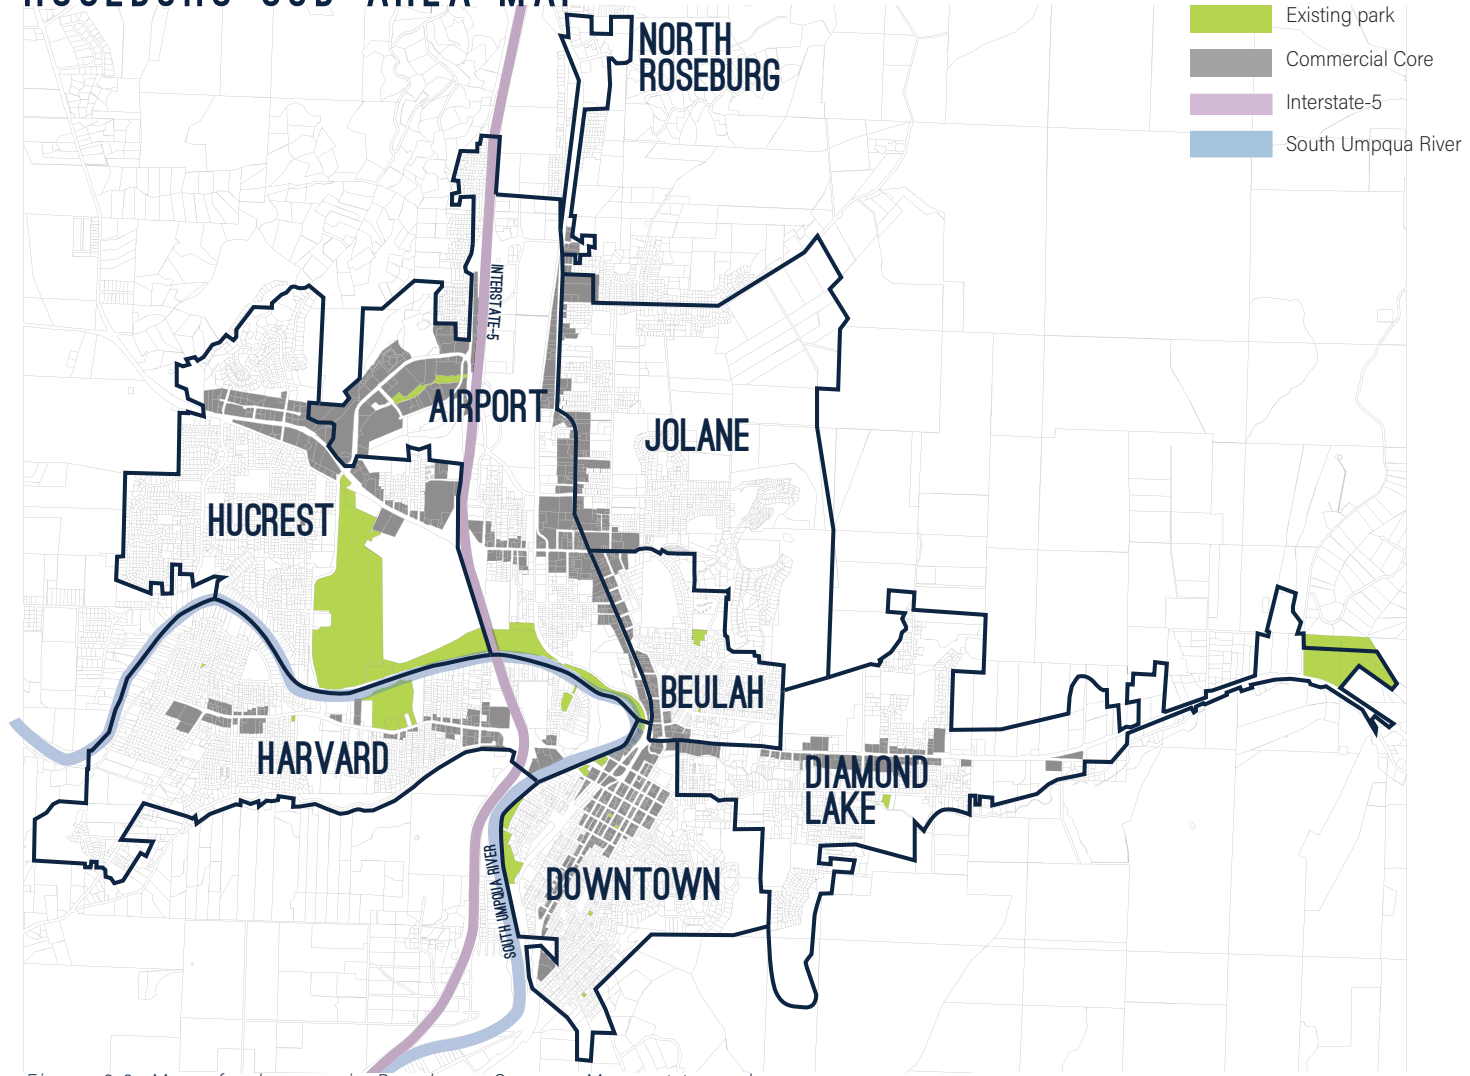 Existing park
Commercial Core
Interstate-5
South Umpqua River
NORTH
ROSEBURG
INTERSTATE-5
AIRPORT
JOLANE
HUCREST
BEULAH
HARVARD
DIAMOND
LAKE
DOWNTOWN
SOUTH UMPQUA RIVER